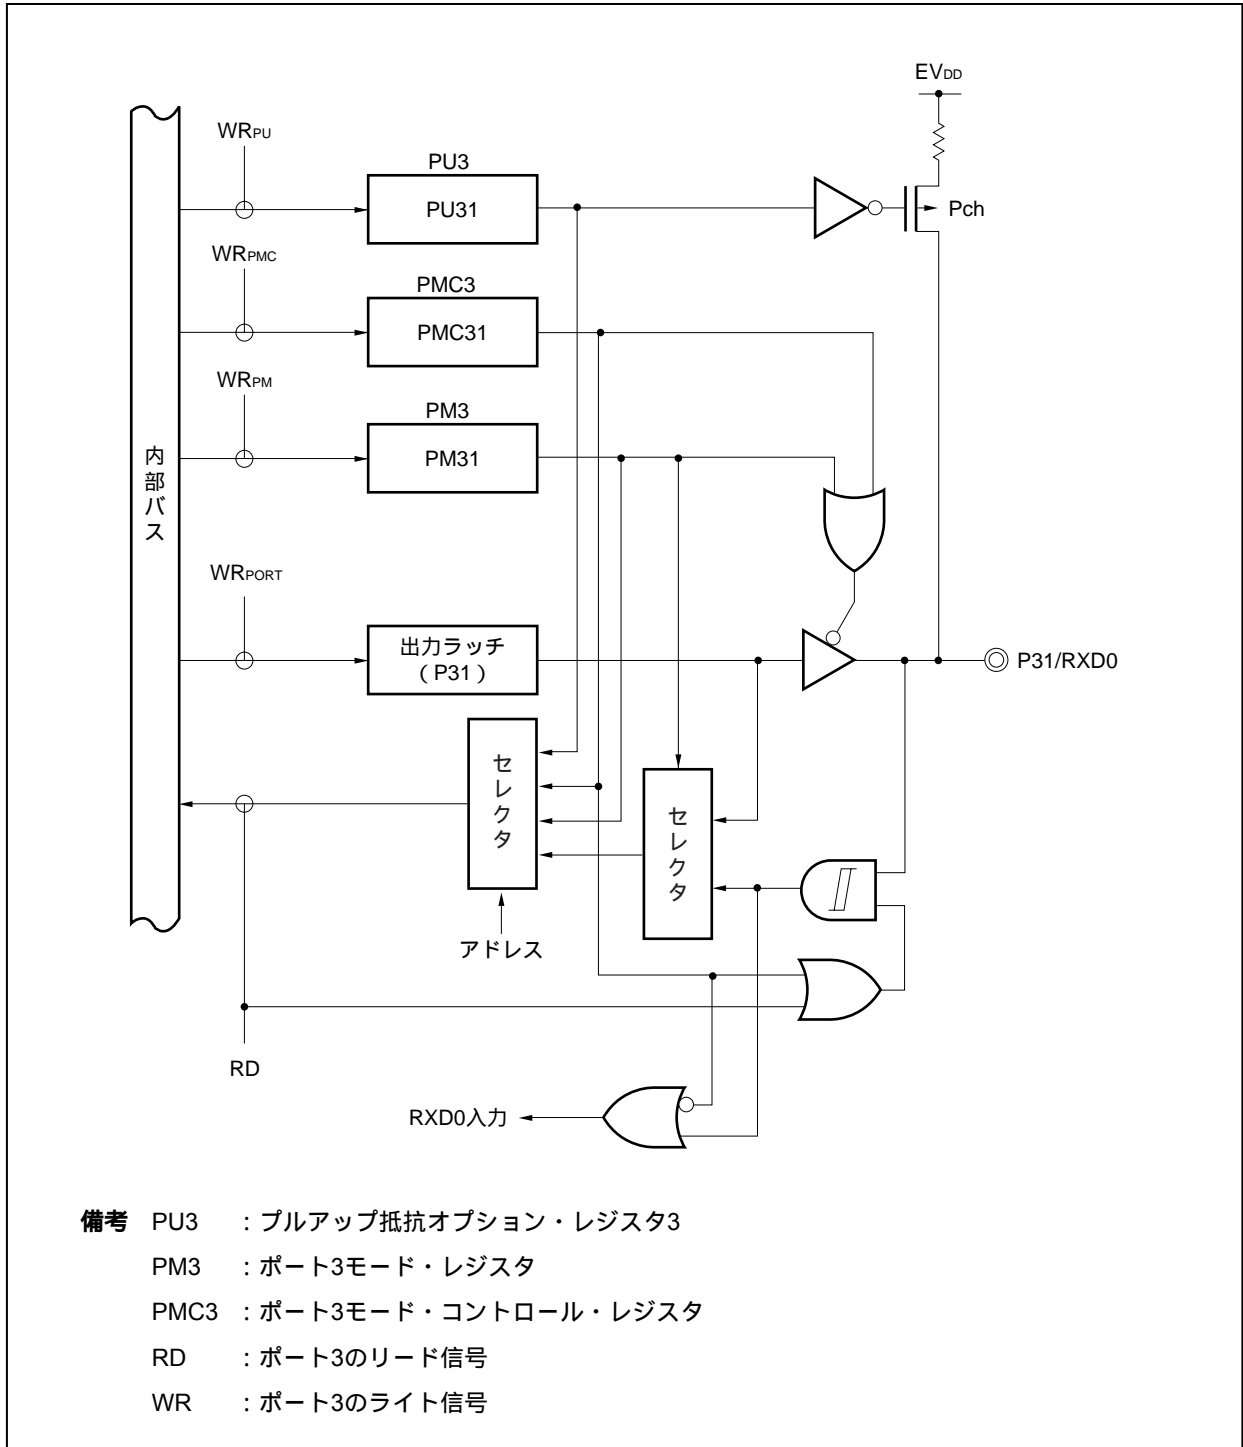 EVDD
WRPU
PU3
PU31
Pch
WRPMC
PMC3
PMC31
WRPM
PM3
PM31
内部バス
WRPORT
出力ラッチ
（P31）
P31/RXD0
セレクタ
セレクタ
アドレス
RD
RXD0入力
備考 PU3 ：プルアップ抵抗オプション・レジスタ3
PM3 ：ポート3モード・レジスタ
PMC3 ：ポート3モード・コントロール・レジスタ
RD ：ポート3のリード信号
WR ：ポート3のライト信号